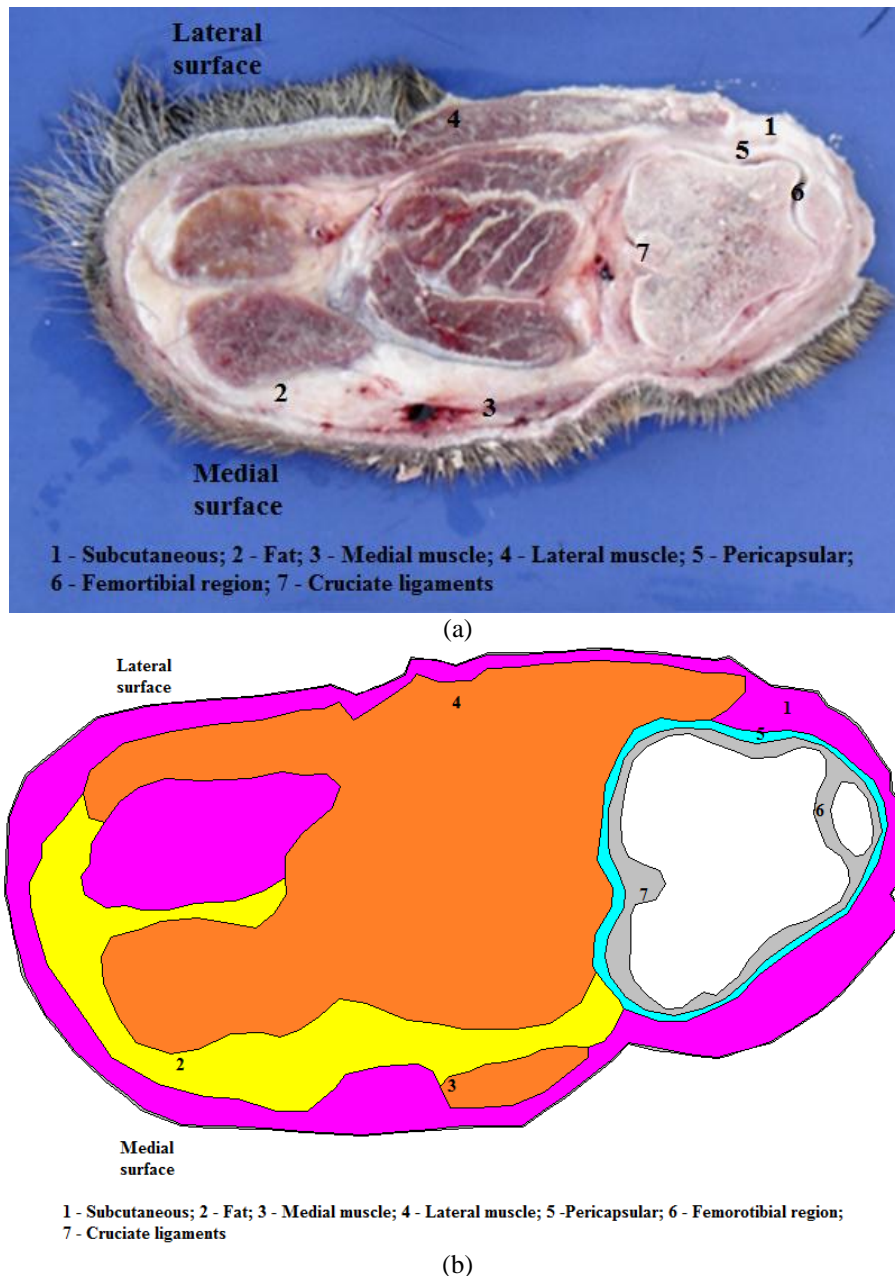 Lateral
surface
4
1
5
6
7
2
3
Medial
surface
1 - Subcutaneous; 2 - Fat; 3 - Medial muscle; 4 - Lateral muscle; 5 - Pericapsular;
6 - Femortibial region; 7 - Cruciate ligaments
(a)
Lateral
surface
4
1
5
6
7
2
3
Medial
surface
1 - Subcutaneous; 2 - Fat; 3 - Medial muscle; 4 - Lateral muscle; 5 -Pericapsular; 6 - Femorotibial region;
7 - Cruciate ligaments
(b)